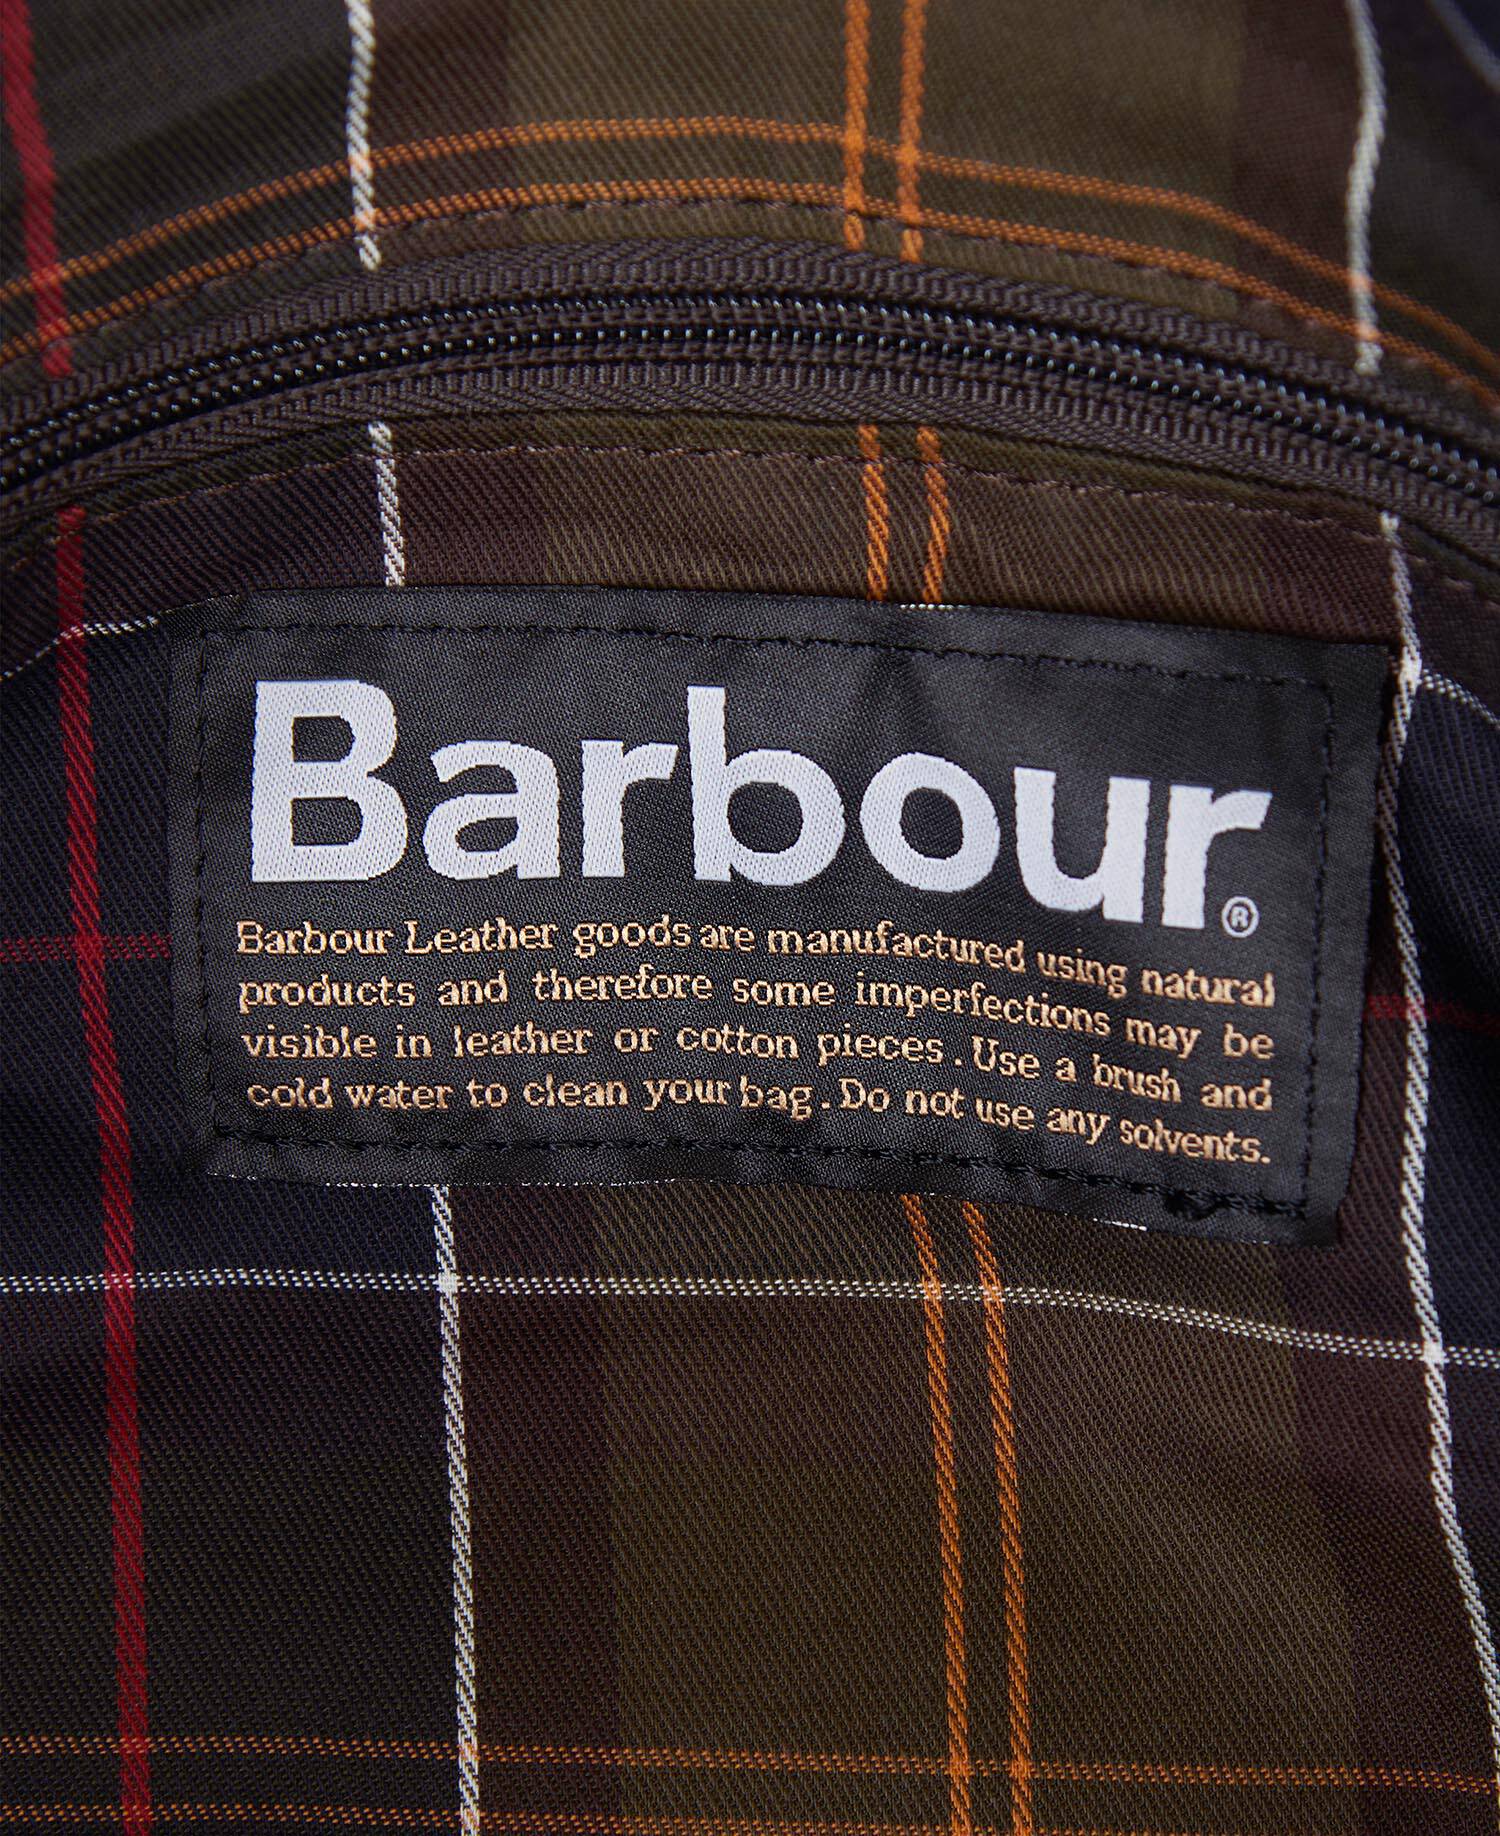 Barbour®
Barbour Leather goods are manufactured using natural
products and therefore some imperfections may be
visible in leather or cotton pieces. Use a brush and
cold water to clean your bag. Do not use any solvents.